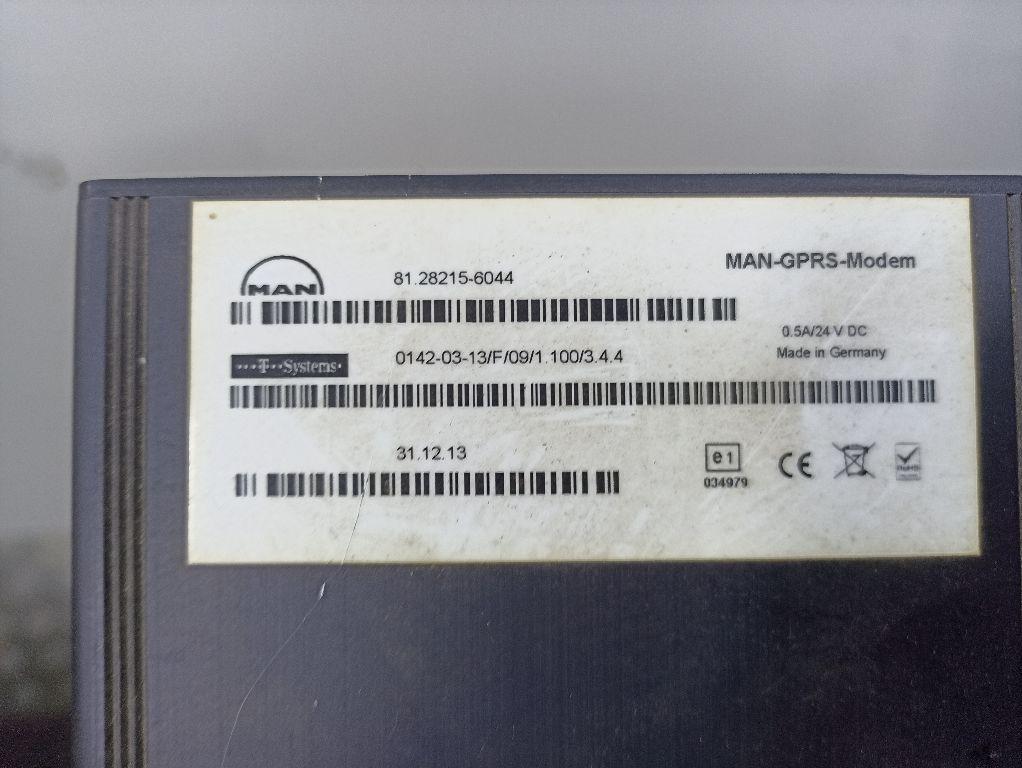 MAN
81.28215-6044
MAN-GPRS-Modem
0.5A/24 V DC
Made in Germany
···T··Systems·
0142-03-13/F/09/1.100/3.4.4
31.12.13
e1
034979
CE
RoHS